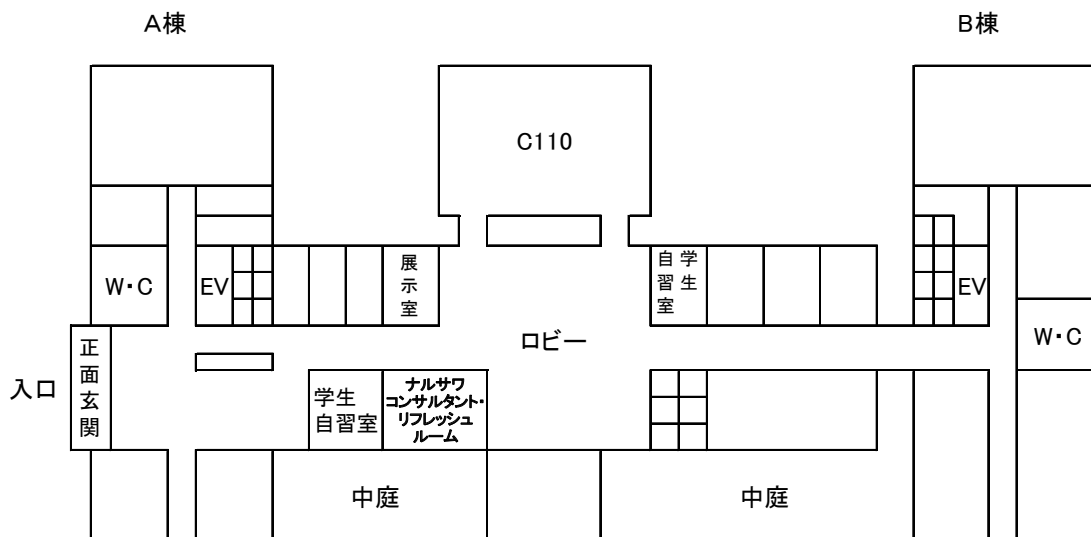 A棟
B棟
C110
W・C
EV
展示室
学生
自習室
EV
W・C
ロビー
入口
正面玄関
学生
自習室
ナルサワ
コンサルタント・
リフレッシュ
ルーム
中庭
中庭